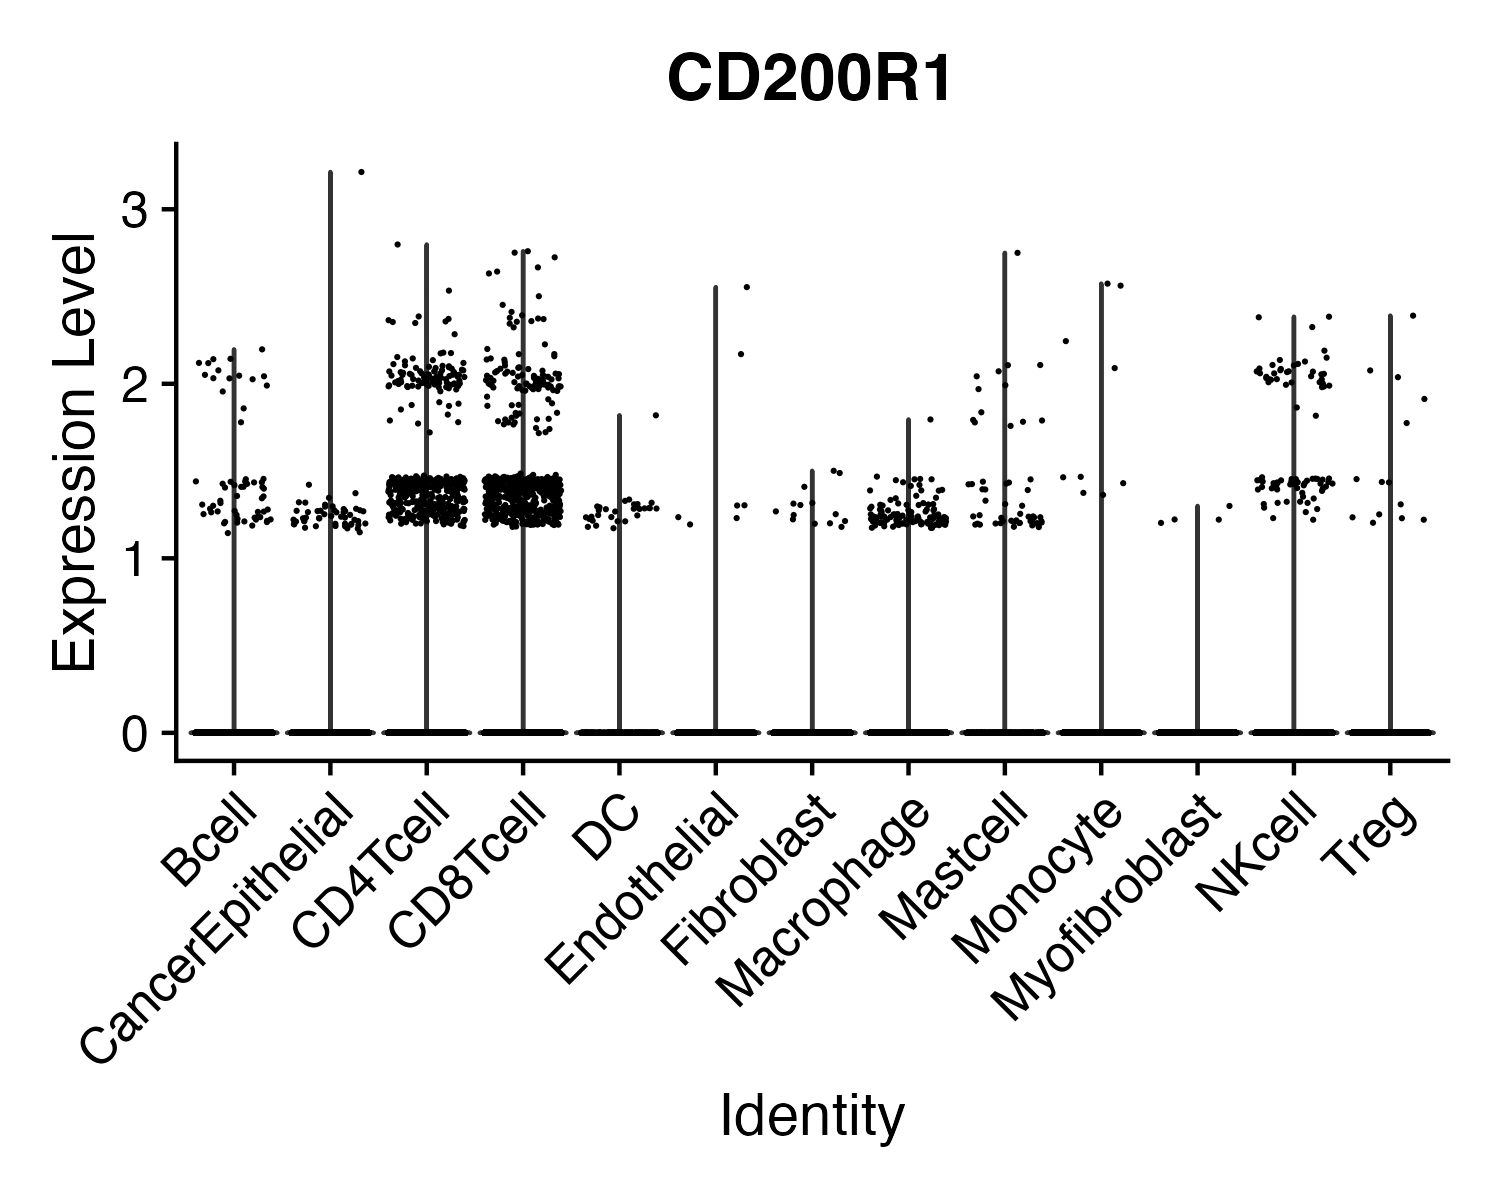 CD200R1
Expression Level
3
2
1
0
Bcell
CancerEpithelial
CD4Tcell
CD8Tcell
DC
Endothelial
Fibroblast
Macrophage
Mastcell
Monocyte
Myofibroblast
NKcell
Treg
Identity